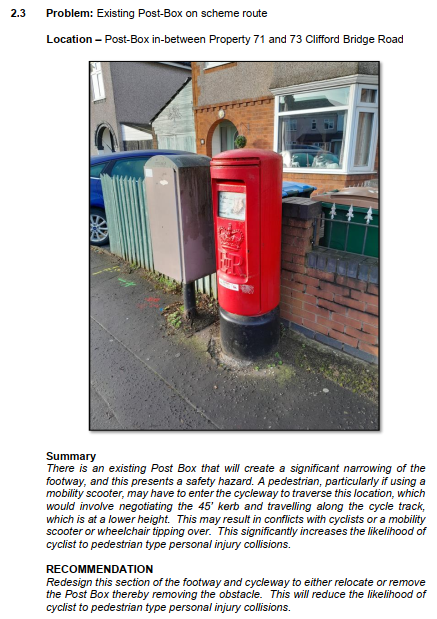 2.3 Problem: Existing Post-Box on scheme route
Location – Post-Box in-between Property 71 and 73 Clifford Bridge Road
E R
Summary
There is an existing Post Box that will create a significant narrowing of the
footway, and this presents a safety hazard. A pedestrian, particularly if using a
mobility scooter, may have to enter the cycleway to traverse this location, which
would involve negotiating the 45' kerb and travelling along the cycle track,
which is at a lower height. This may result in conflicts with cyclists or a mobility
scooter or wheelchair tipping over. This significantly increases the likelihood of
cyclist to pedestrian type personal injury collisions.
RECOMMENDATION
Redesign this section of the footway and cycleway to either relocate or remove
the Post Box thereby removing the obstacle. This will reduce the likelihood of
cyclist to pedestrian type personal injury collisions.